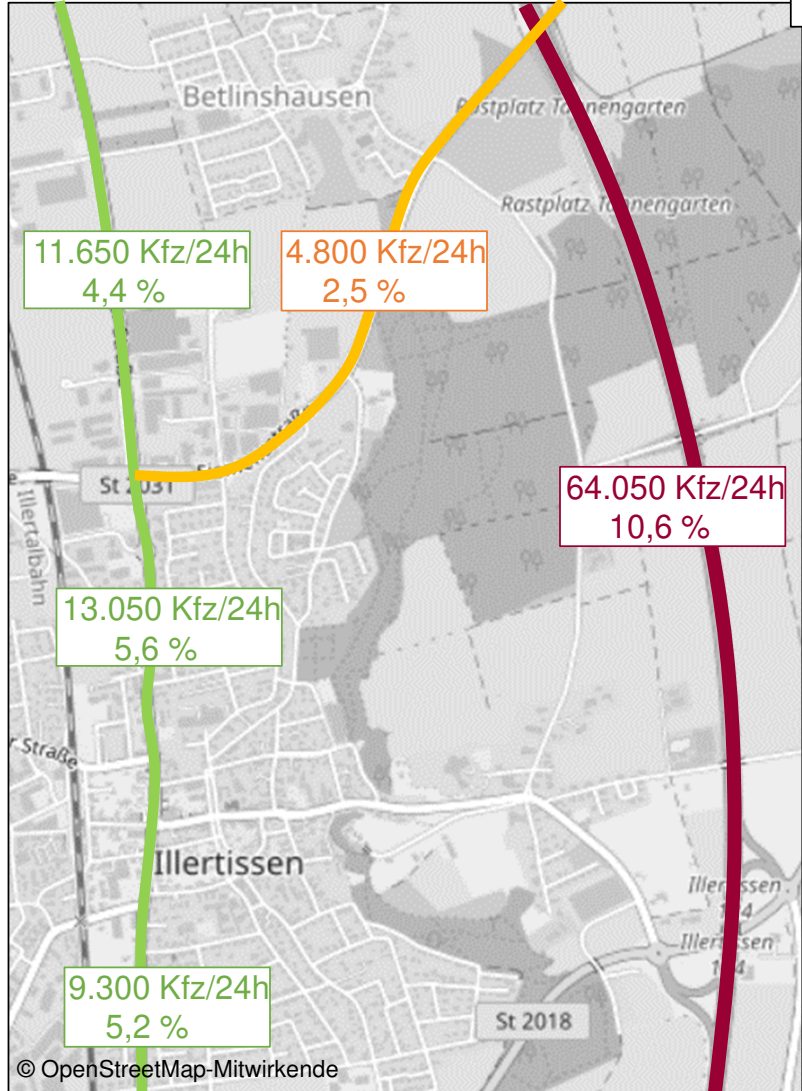 Betlinshausen
Rastplatz Tannengarten
Rastplatz Tannengarten
11.650 Kfz/24h
4,4 %
4.800 Kfz/24h
2,5 %
St 2031
Illertalbahn
64.050 Kfz/24h
10,6 %
13.050 Kfz/24h
5,6 %
r Straße
Illertissen
Illertissen
Illertissen
9.300 Kfz/24h
5,2 %
St 2018
© OpenStreetMap-Mitwirkende